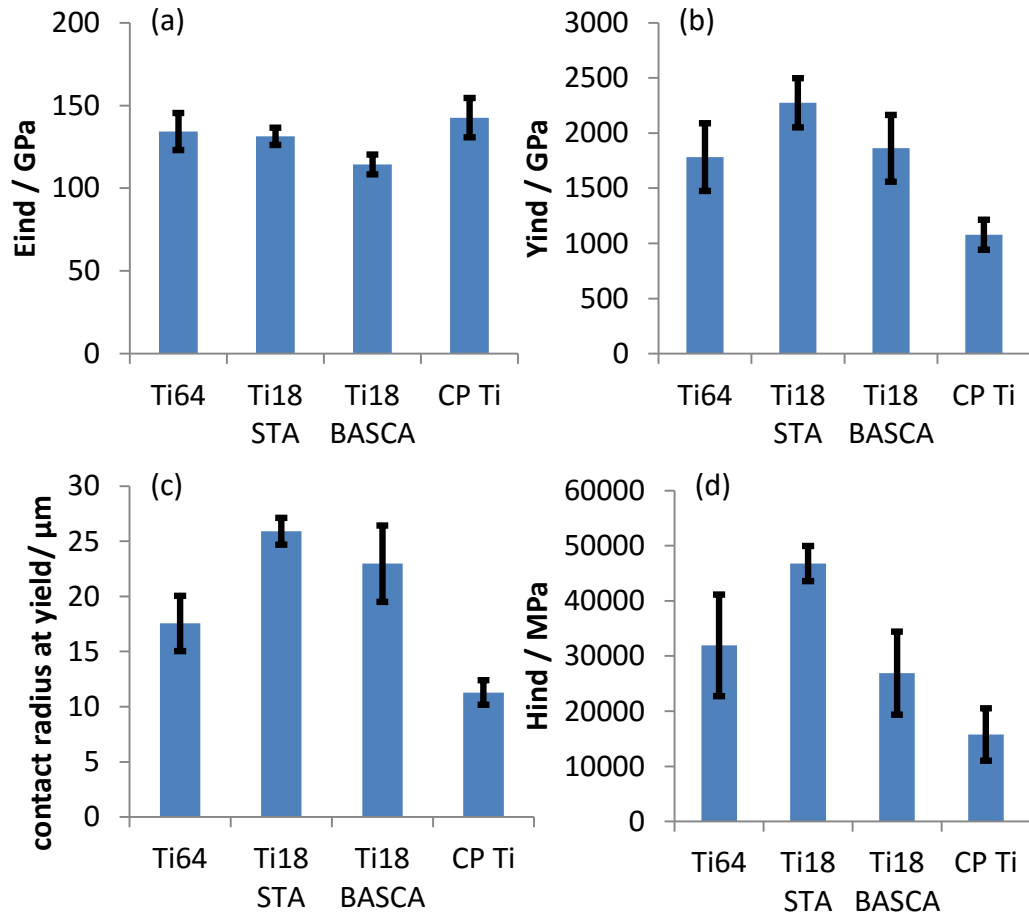 (a)
Eind / GPa
200
150
100
50
0
Ti64 Ti18 STA Ti18 BASCA CP Ti
(b)
Yind / GPa
3000
2500
2000
1500
1000
500
0
Ti64 Ti18 STA Ti18 BASCA CP Ti
(c)
contact radius at yield/ µm
30
25
20
15
10
5
0
Ti64 Ti18 STA Ti18 BASCA CP Ti
(d)
Hind / MPa
60000
50000
40000
30000
20000
10000
0
Ti64 Ti18 STA Ti18 BASCA CP Ti